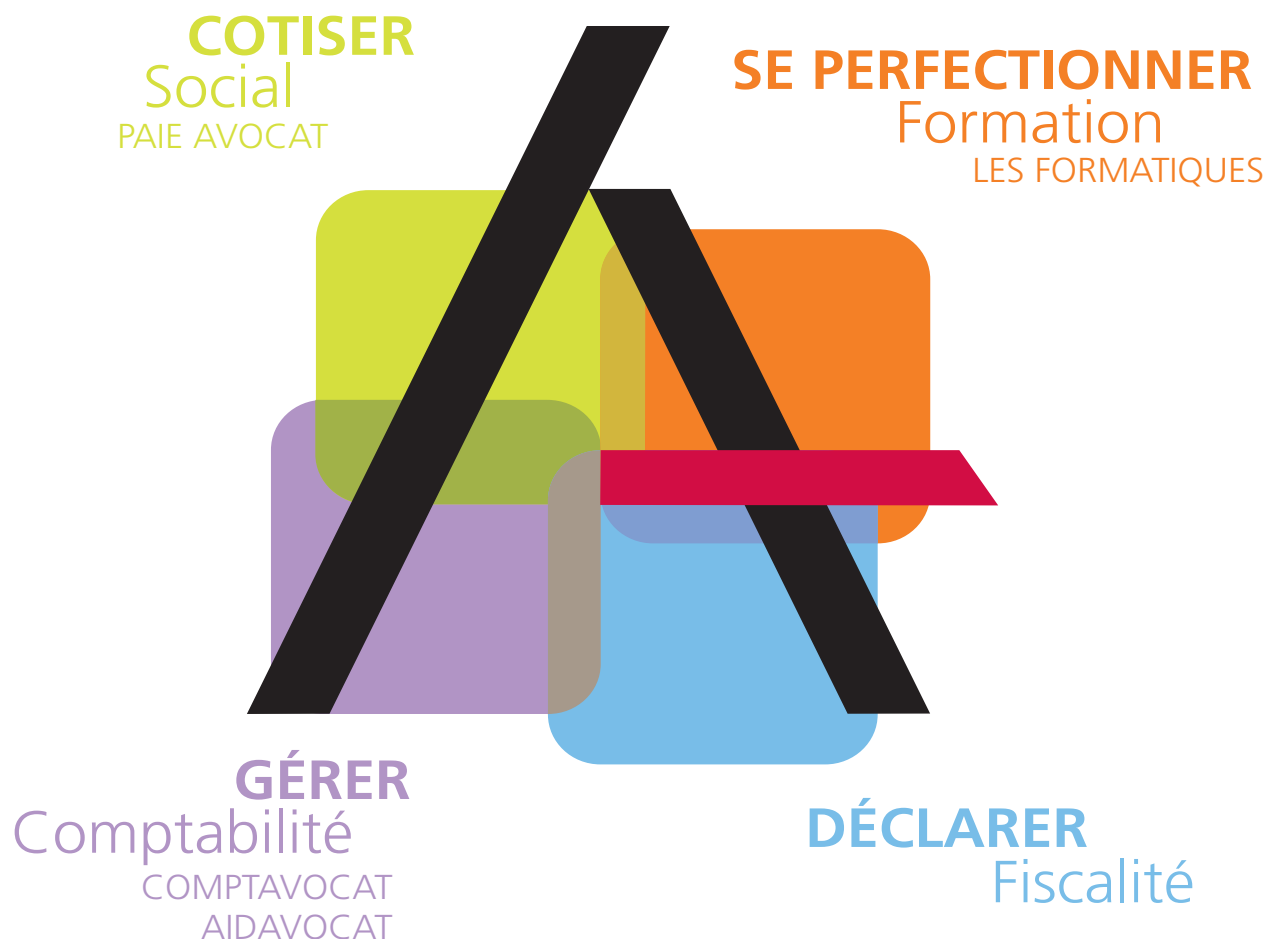 COTISER
Social
PAIE AVOCAT
SE PERFECTIONNER
Formation
LES FORMATIQUES
GÉRER
Comptabilité
COMPTAVOCAT
AIDAVOCAT
DÉCLARER
Fiscalité